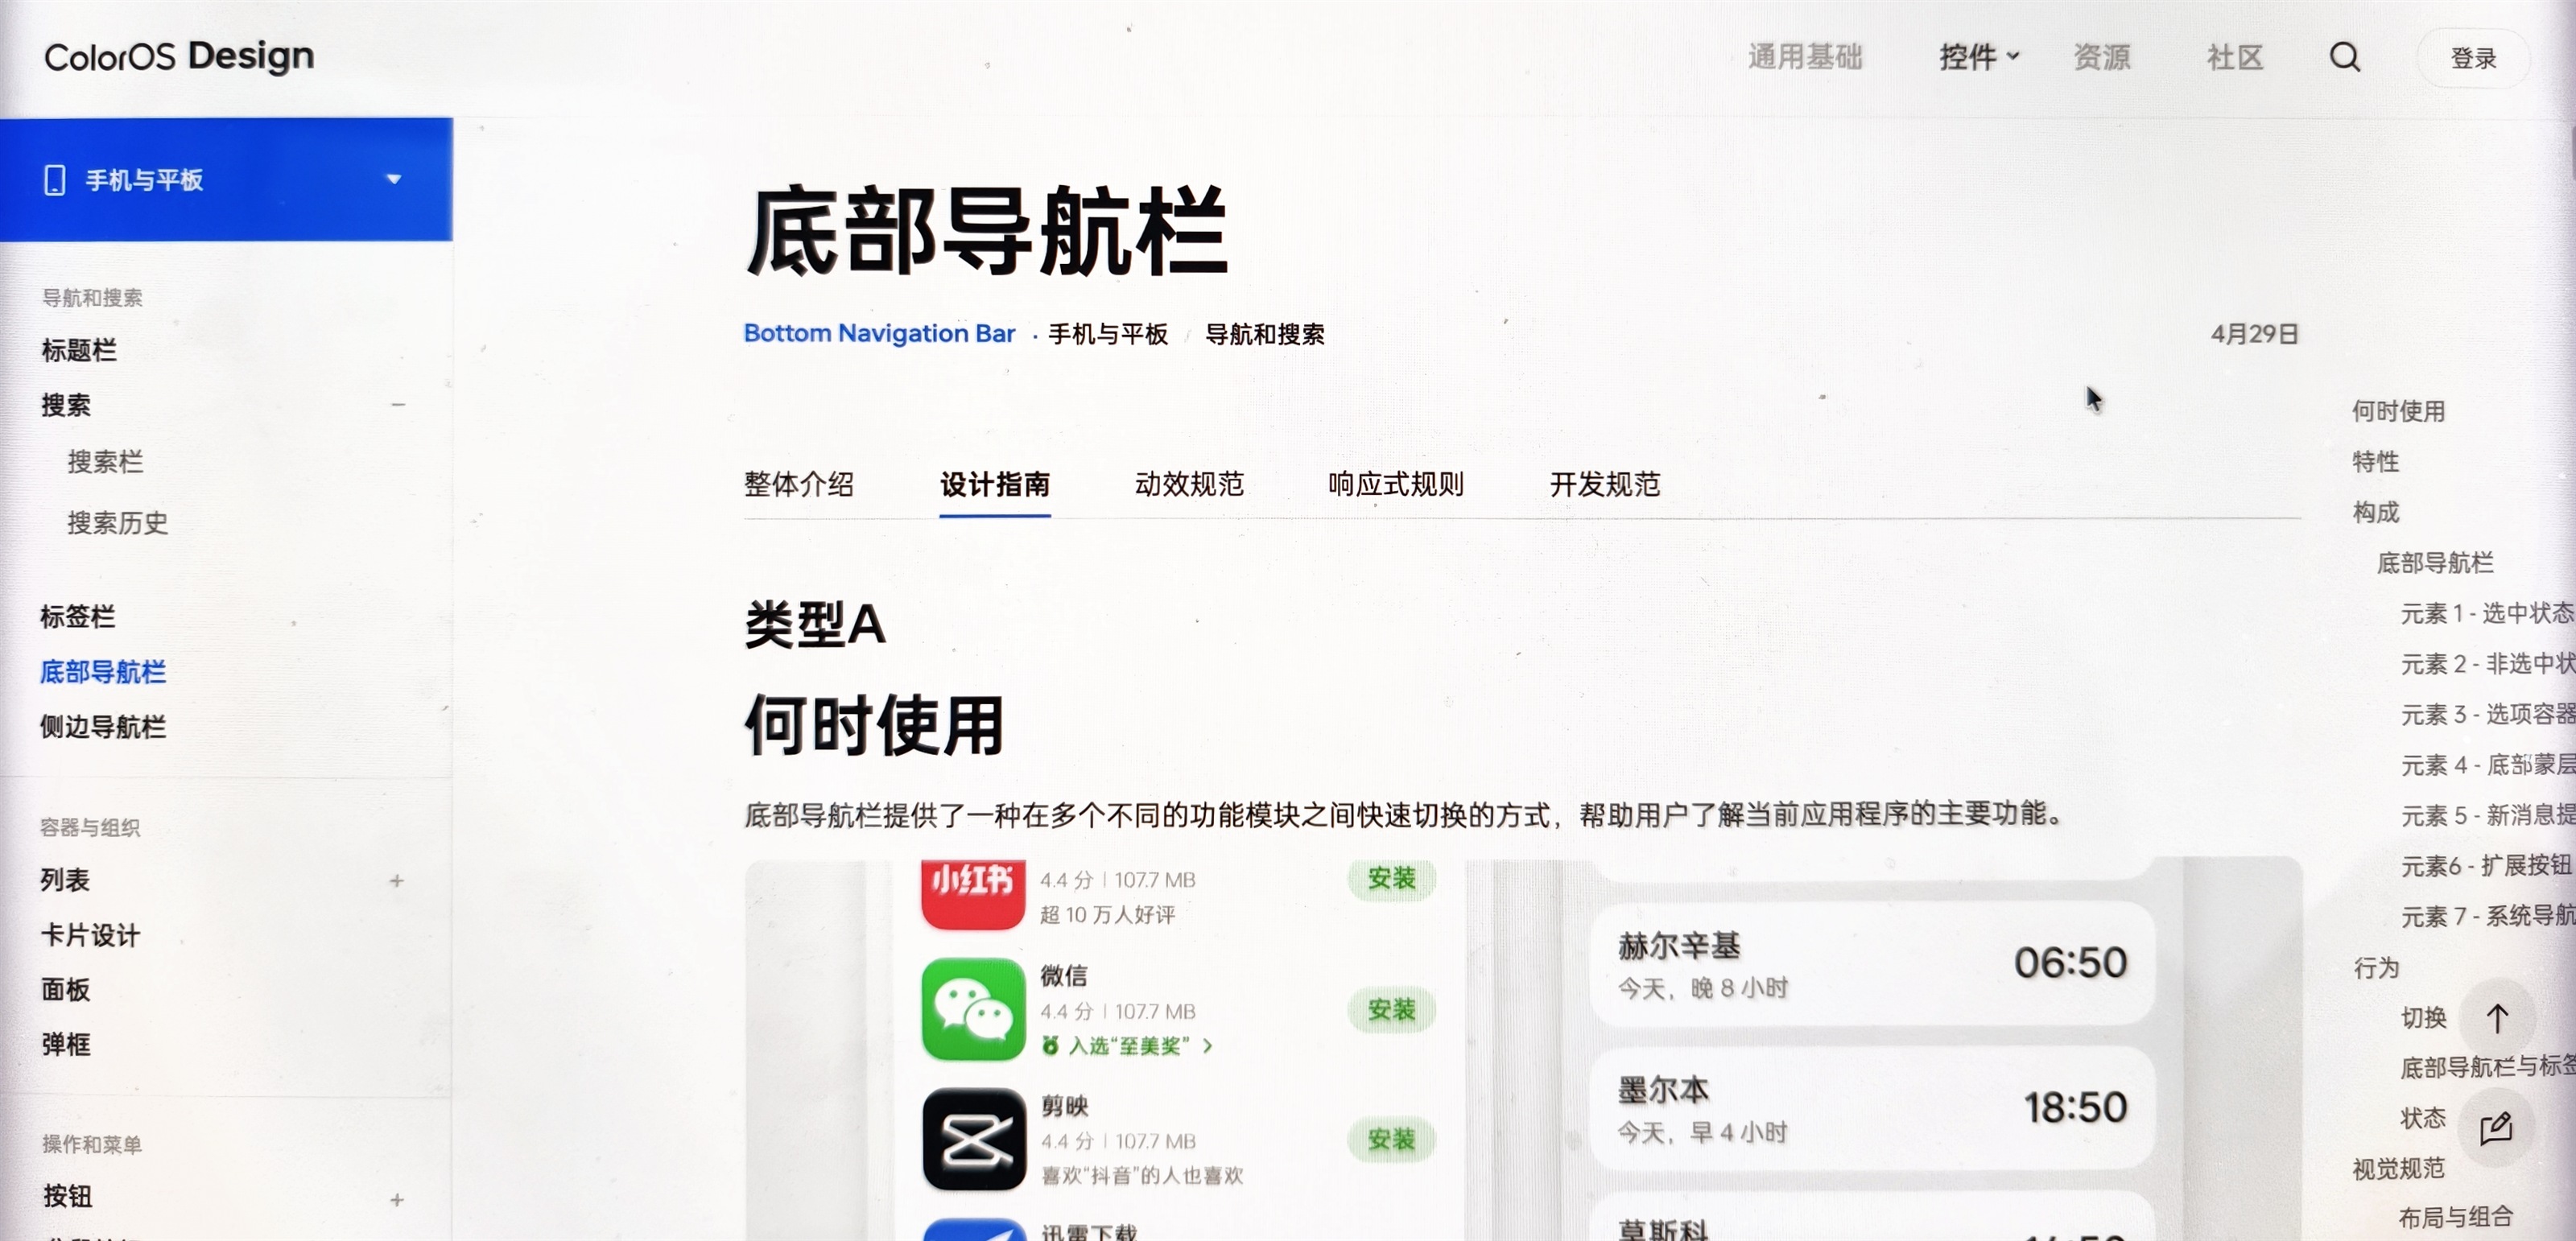 ColorOS Design
通用基础 控件 资源 社区 登录
手机与平板
导航和搜索
标题栏
搜索
搜索栏
搜索历史
标签栏
底部导航栏
侧边导航栏
容器与组织
列表
卡片设计
面板
弹框
操作和菜单
按钮
底部导航栏
Bottom Navigation Bar · 手机与平板 / 导航和搜索
4月29日
整体介绍 设计指南 动效规范 响应式规则 开发规范
类型A
何时使用
底部导航栏提供了一种在多个不同的功能模块之间快速切换的方式，帮助用户了解当前应用程序的主要功能。
小红书
4.4 分 | 107.7 MB
超 10 万人好评
安装
微信
4.4 分 | 107.7 MB
入选“至美奖” >
安装
剪映
4.4 分 | 107.7 MB
喜欢“抖音”的人也喜欢
安装
迅雷下载
赫尔辛基
今天，晚 8 小时
06:50
墨尔本
今天，早 4 小时
18:50
莫斯科
何时使用
特性
构成
底部导航栏
元素 1 - 选中状态
元素 2 - 非选中状
元素 3 - 选项容器
元素 4 - 底部蒙层
元素 5 - 新消息提
元素6 - 扩展按钮
元素 7 - 系统导航
行为
切换
底部导航栏与标签
状态
视觉规范
布局与组合